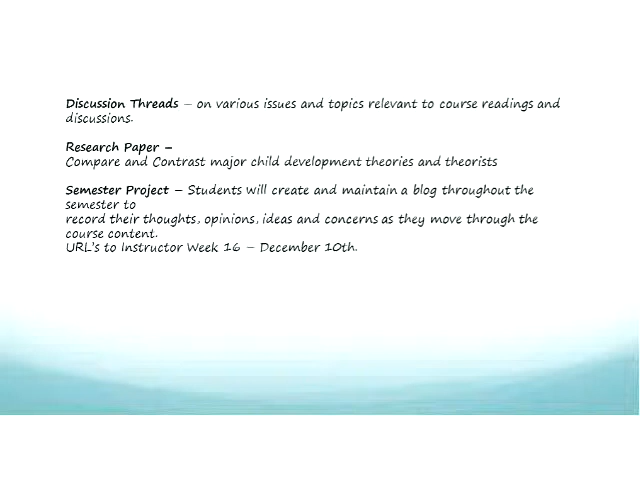 Discussion Threads – on various issues and topics relevant to course readings and
discussions.
Research Paper –
Compare and Contrast major child development theories and theorists
Semester Project – Students will create and maintain a blog throughout the
semester to
record their thoughts, opinions, ideas and concerns as they move through the
course content.
URL's to Instructor Week 16 – December 10th.